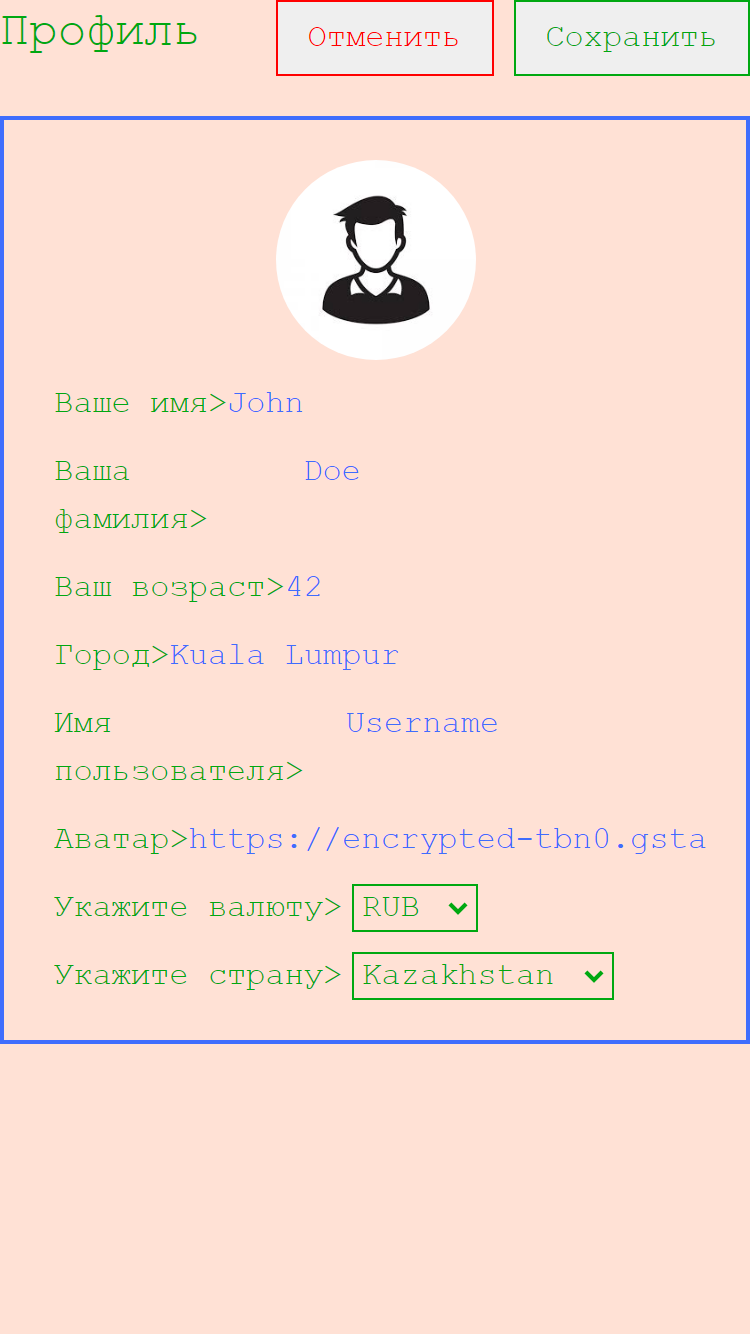 Профиль
Отменить
Сохранить
Ваше имя>John
Ваша Doe
фамилия>
Ваш возраст>42
Город>Kuala Lumpur
Имя Username
пользователя>
Аватар>https://encrypted-tbn0.gsta
Укажите валюту> RUB
Укажите страну> Kazakhstan